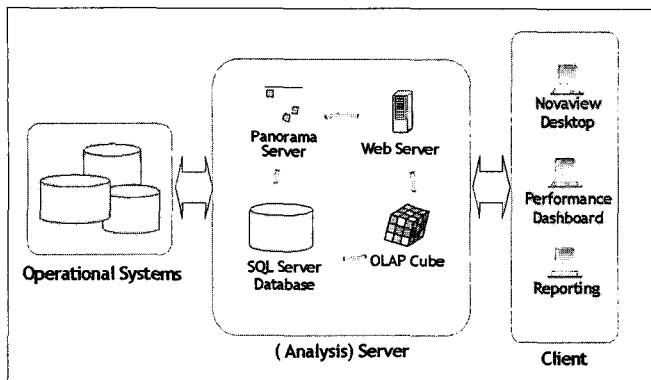 Operational Systems
Panorama
Server
Web Server
SQL Server
Database
OLAP Cube
( Analysis) Server
Novaview
Desktop
Performance
Dashboard
Reporting
Client